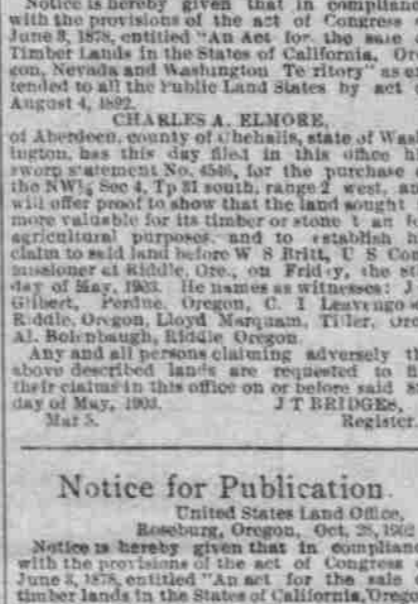 Notice is hereby given that in complianc
with the provisions of the act of Congress
June 3, 1878, entitled "An Act for the sale
Timber Lands in the States of California, Ore
gon, Nevada and Washington Te ritory" as e
tended to all the Public Land States by act
August 4, 1892.
CHARLES A. ELMORE,
of Aberdeen, county of Chehalis, state of Was
ington, has this day filed in this office h
sworp statement No. 4546, for the purchase
the NW¼ Sec 4, Tp 31 south, range 2 west, a
will offer proof to show that the land sought
more valuable for its timber or stone t an fo
agricultural purposes, and to establish h
claim to said land before W S Britt, U S Com
missioner at Riddle, Ore., on Frid y, the
day of May, 1903. He names as witnesses: J
Gilbert, Perdue, Oregon, C. I Leavengo
Riddle, Oregon, Lloyd Marquam, Tiller, Ore
Al. Bolenbaugh, Riddle Oregon.
Any and all persons claiming adversely th
above described lands are requested to fi
their claims in this office on or before said
day of May, 1903. J T BRIDGES,
Mar 5. Register.
Notice for Publication.
United States Land Office,
Roseburg, Oregon, Oct. 28, 1902
Notice is hereby given that in complianc
with the provisions of the act of Congress
June 3, 1878, entitled "An act for the sale
timber lands in the States of California, Orego